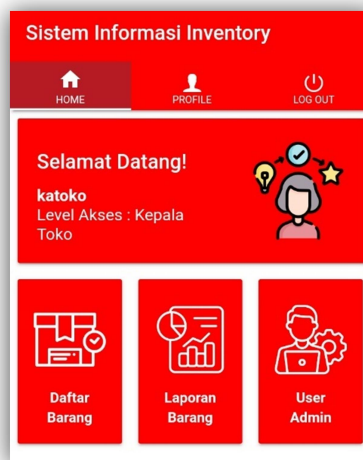 Sistem Informasi Inventory
HOME
PROFILE
LOG OUT
Selamat Datang!
katoko
Level Akses : Kepala
Toko
Daftar
Barang
Laporan
Barang
User
Admin